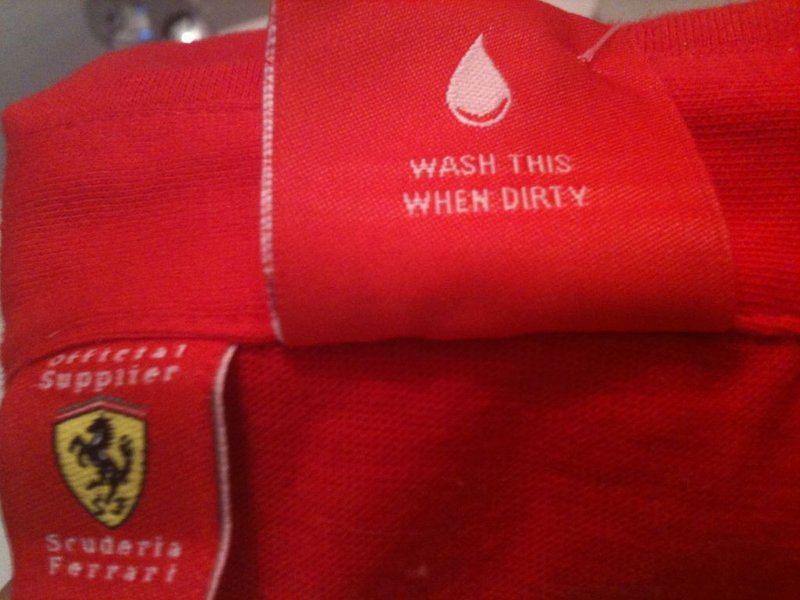 WASH THIS
WHEN DIRTY
Official
Supplier
S F
Scuderia
Ferrari